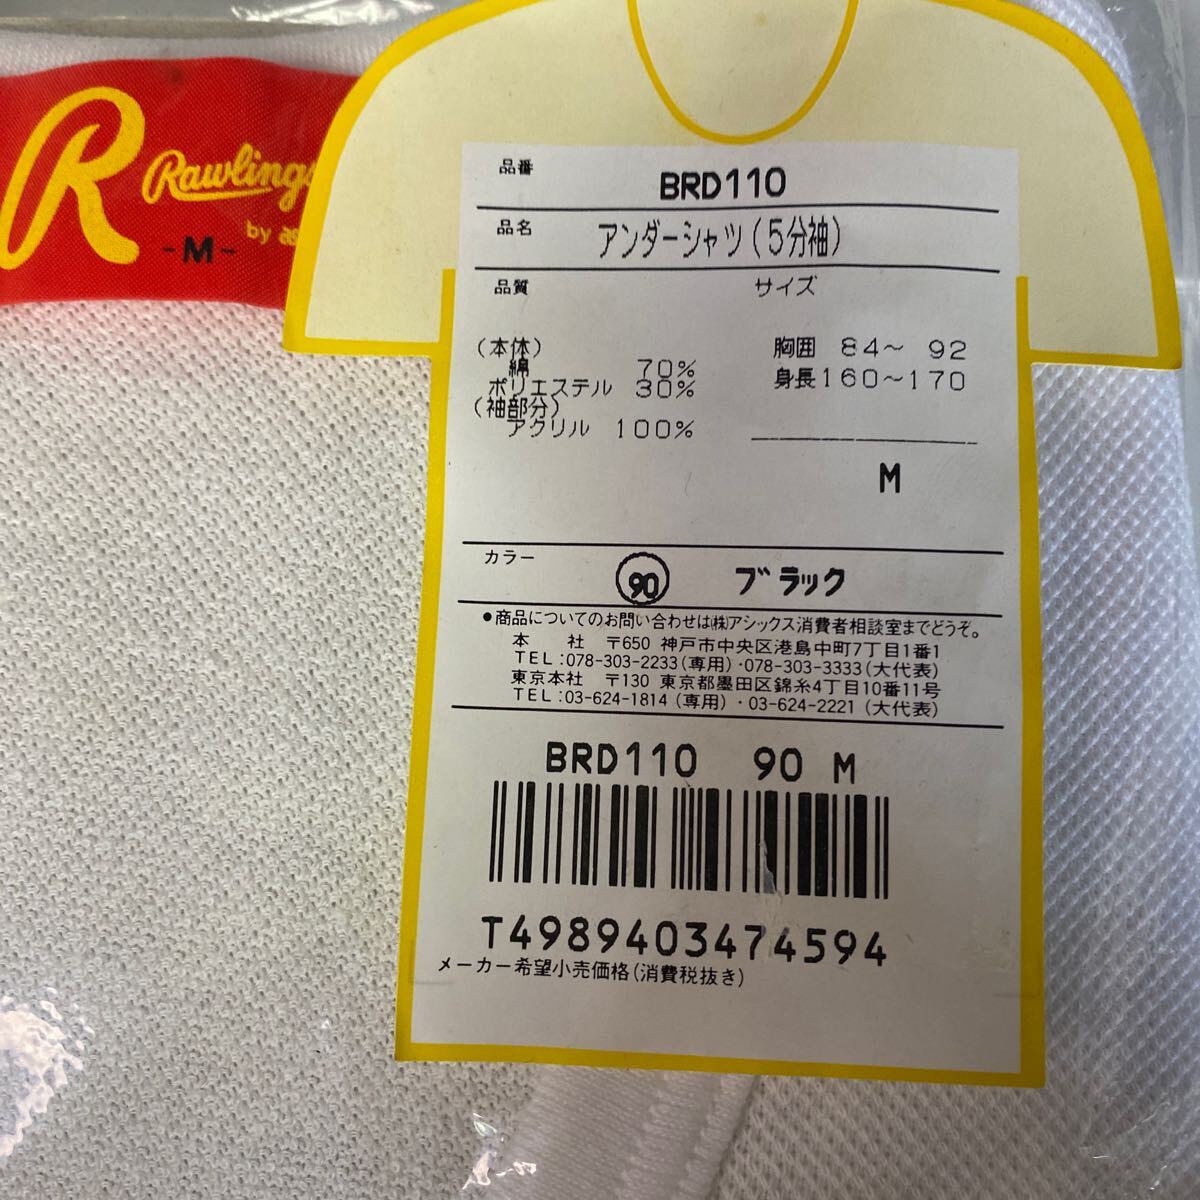 R Rawlings
by as
-M-
品番 BRD110
品名 アンダーシャツ(5分袖)
品質 サイズ
(本体)
綿 70%
ポリエステル 30%
(袖部分)
アクリル 100%
胸囲 84〜 92
身長160〜170
M
カラー 90 ブラック
●商品についてのお問い合わせは㈱アシックス消費者相談室までどうぞ。
本 社 〒650 神戸市中央区港島中町7丁目1番1
TEL:078-303-2233(専用)・078-303-3333(大代表)
東京本社 〒130 東京都墨田区錦糸4丁目10番11号
TEL:03-624-1814(専用)・03-624-2221(大代表)
BRD110 90 M
T4989403474594
メーカー希望小売価格(消費税抜き)